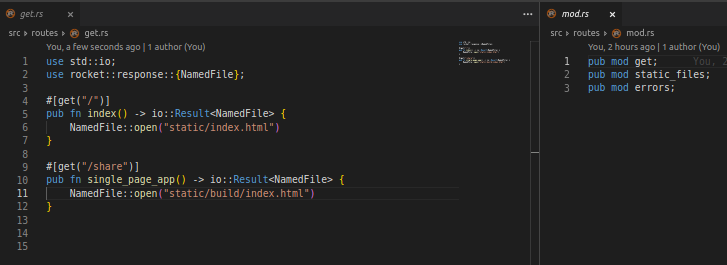 get.rs ×
src > routes > get.rs
You, a few seconds ago | 1 author (You)
1 use std::io;
2 use rocket::response::{NamedFile};
3
4 #[get("/")]
5 pub fn index() -> io::Result<NamedFile> {
6     NamedFile::open("static/index.html")
7 }
8
9 #[get("/share")]
10 pub fn single_page_app() -> io::Result<NamedFile> {
11     NamedFile::open("static/build/index.html")
12 }
13
14
15
mod.rs ×
src > routes > mod.rs
You, 2 hours ago | 1 author (You)
1 pub mod get; You, 2
2 pub mod static_files;
3 pub mod errors;